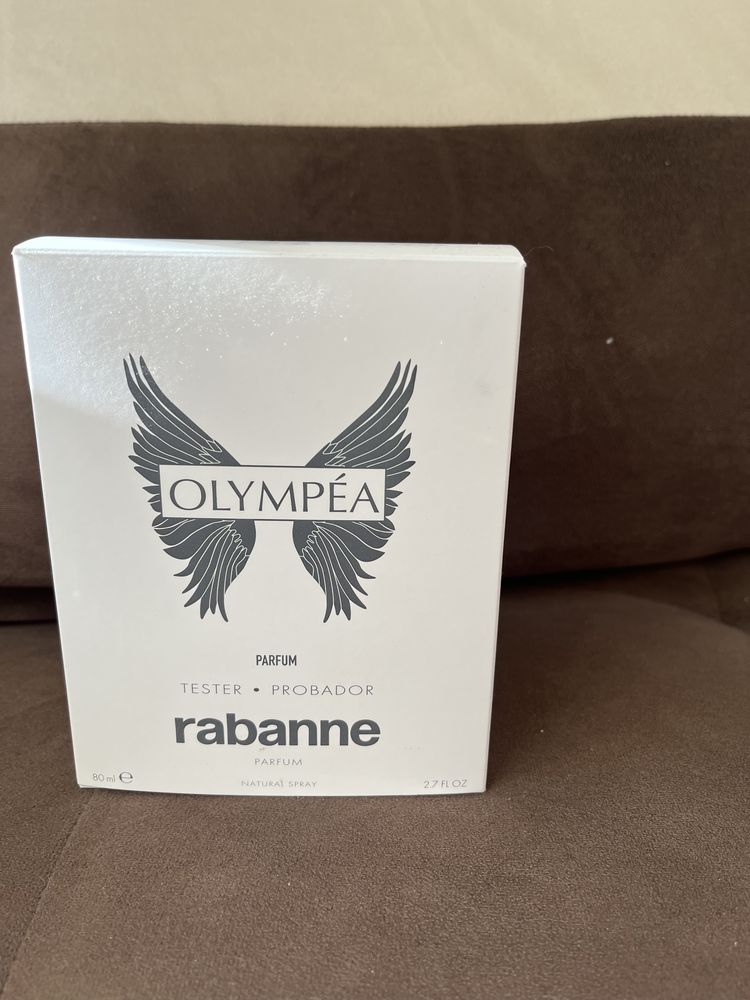 OLYMPÉA
PARFUM
TESTER • PROBADOR
rabanne
PARFUM
80 ml ℮
NATURAL SPRAY
2.7 FL OZ